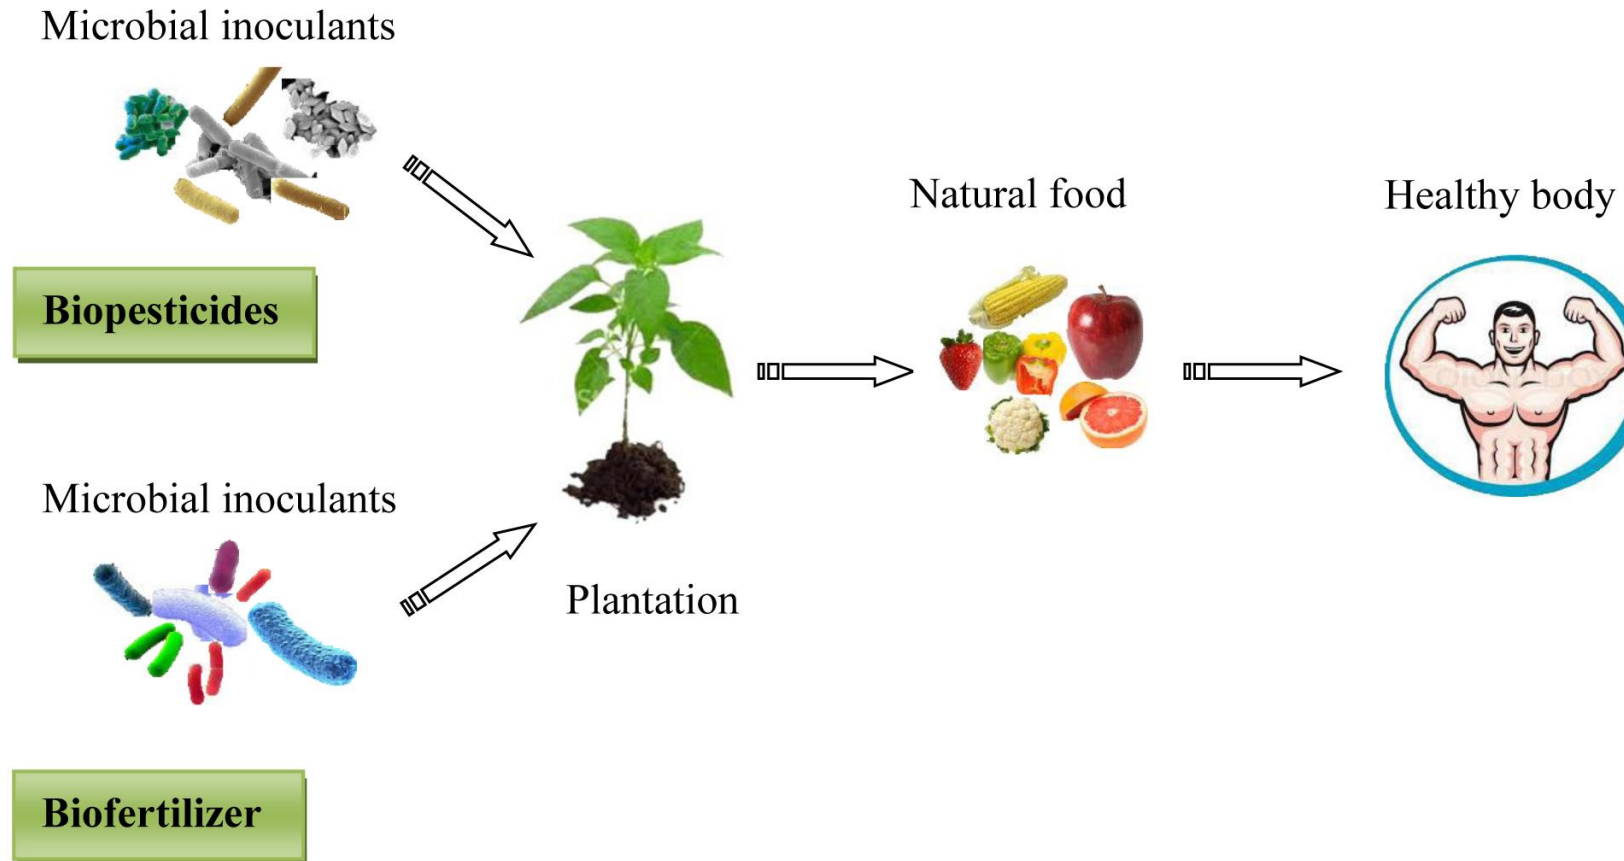 Microbial inoculants
Biopesticides
Natural food
Healthy body
Microbial inoculants
Plantation
Biofertilizer